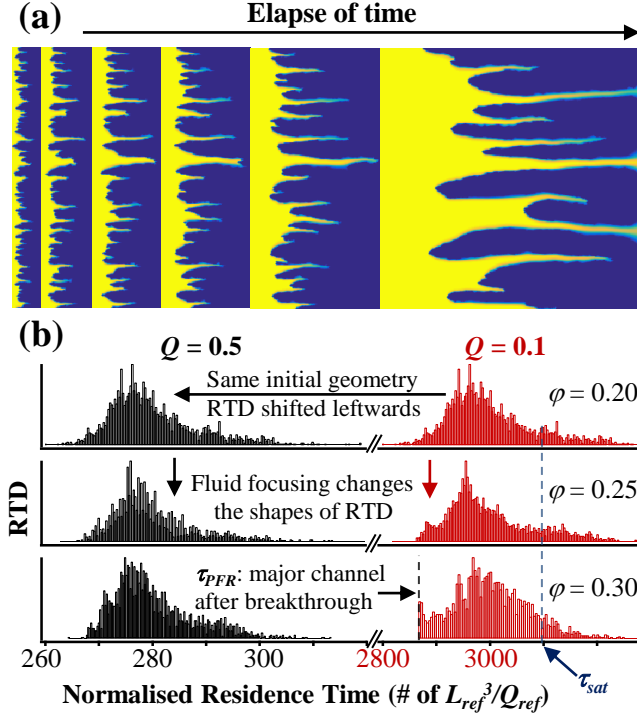 (a) Elapse of time
(b)
Q = 0.5 Q = 0.1
Same initial geometry
RTD shifted leftwards
φ = 0.20
Fluid focusing changes
the shapes of RTD
φ = 0.25
τPFR: major channel
after breakthrough
φ = 0.30
RTD
260 280 300 2800 3000
τsat
Normalised Residence Time (# of Lref³/Qref)